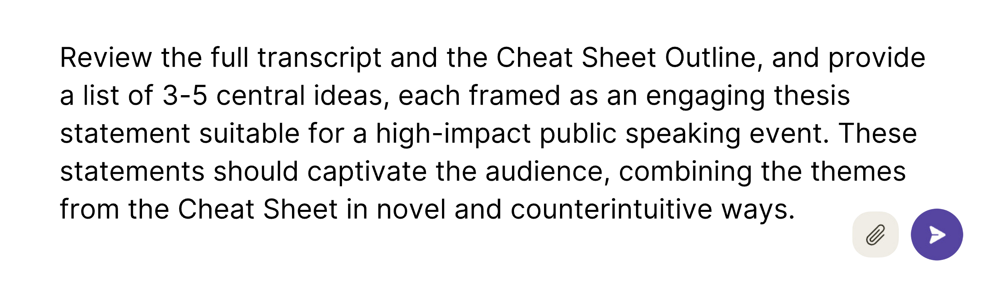 Review the full transcript and the Cheat Sheet Outline, and provide
a list of 3-5 central ideas, each framed as an engaging thesis
statement suitable for a high-impact public speaking event. These
statements should captivate the audience, combining the themes
from the Cheat Sheet in novel and counterintuitive ways.